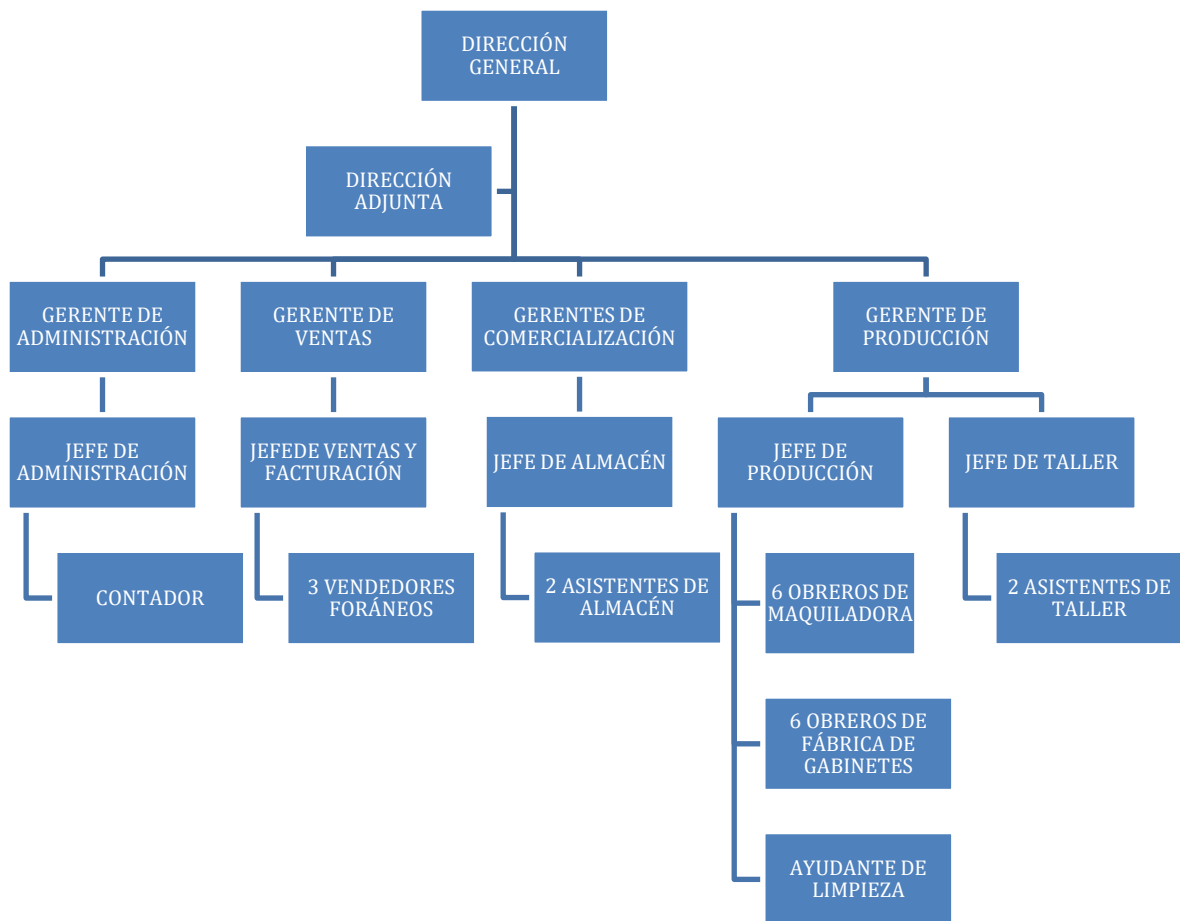 DIRECCIÓN
GENERAL
DIRECCIÓN
ADJUNTA
GERENTE DE
ADMINISTRACIÓN
GERENTE DE
VENTAS
GERENTES DE
COMERCIALIZACIÓN
GERENTE DE
PRODUCCIÓN
JEFE DE
ADMINISTRACIÓN
JEFEDE VENTAS Y
FACTURACIÓN
JEFE DE ALMACÉN
JEFE DE
PRODUCCIÓN
JEFE DE TALLER
CONTADOR
3 VENDEDORES
FORÁNEOS
2 ASISTENTES DE
ALMACÉN
6 OBREROS DE
MAQUILADORA
2 ASISTENTES DE
TALLER
6 OBREROS DE
FÁBRICA DE
GABINETES
AYUDANTE DE
LIMPIEZA